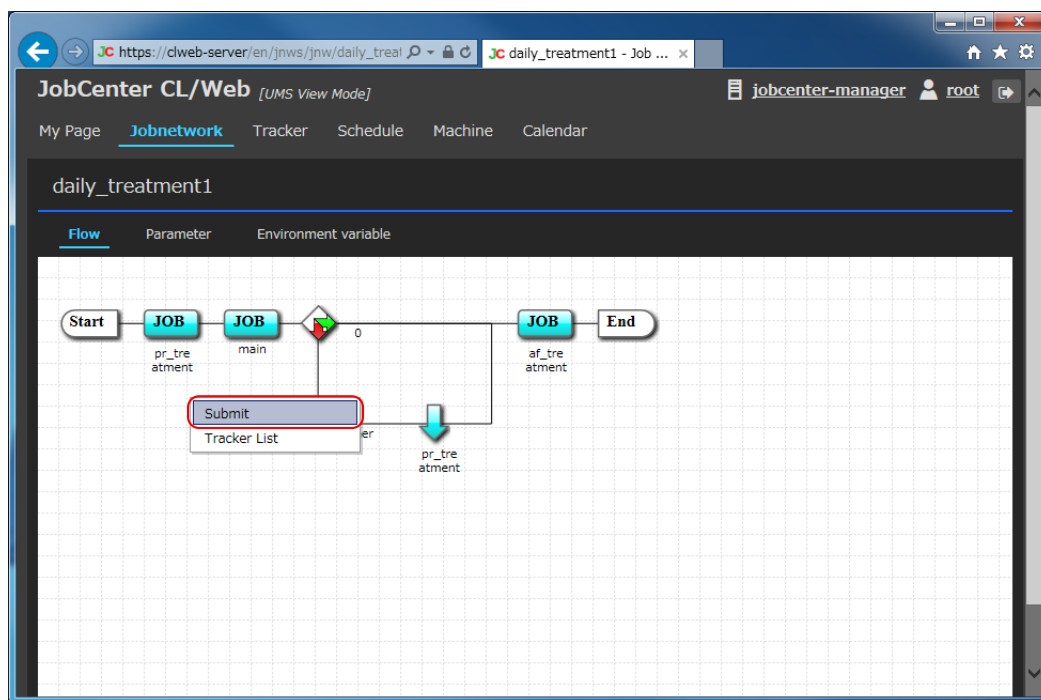 https://clweb-server/en/jnws/jnw/daily_treat
JC daily_treatment1 - Job ...
JobCenter CL/Web [UMS View Mode]
jobcenter-manager root
My Page Jobnetwork Tracker Schedule Machine Calendar
daily_treatment1
Flow Parameter Environment variable
Start JOB JOB JOB End
0
pr_tre
atment
main
af_tre
atment
Submit
Tracker List
er
pr_tre
atment